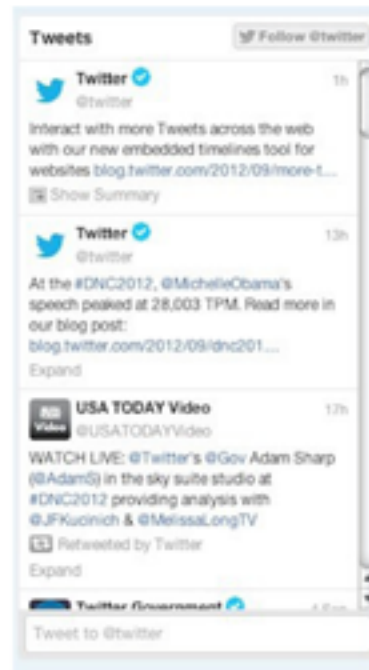 Tweets
Follow @twitter
Twitter
1h
@twitter
Interact with more Tweets across the web
with our new embedded timelines tool for
websites blog.twitter.com/2012/09/more-t....
Show Summary
Twitter
13h
@twitter
At the #DNC2012, @MichelleObama's
speech peaked at 28,003 TPM. Read more in
our blog post:
blog.twitter.com/2012/09/dnc201....
Expand
USA TODAY Video
17h
Video
@USATODAYVideo
WATCH LIVE: @Twitter's @Gov Adam Sharp
(@AdamS) in the sky suite studio at
#DNC2012 providing analysis with
@JFKucinich & @MelissaLongTV
Retweeted by Twitter
Expand
Twitter Government
Tweet to @twitter